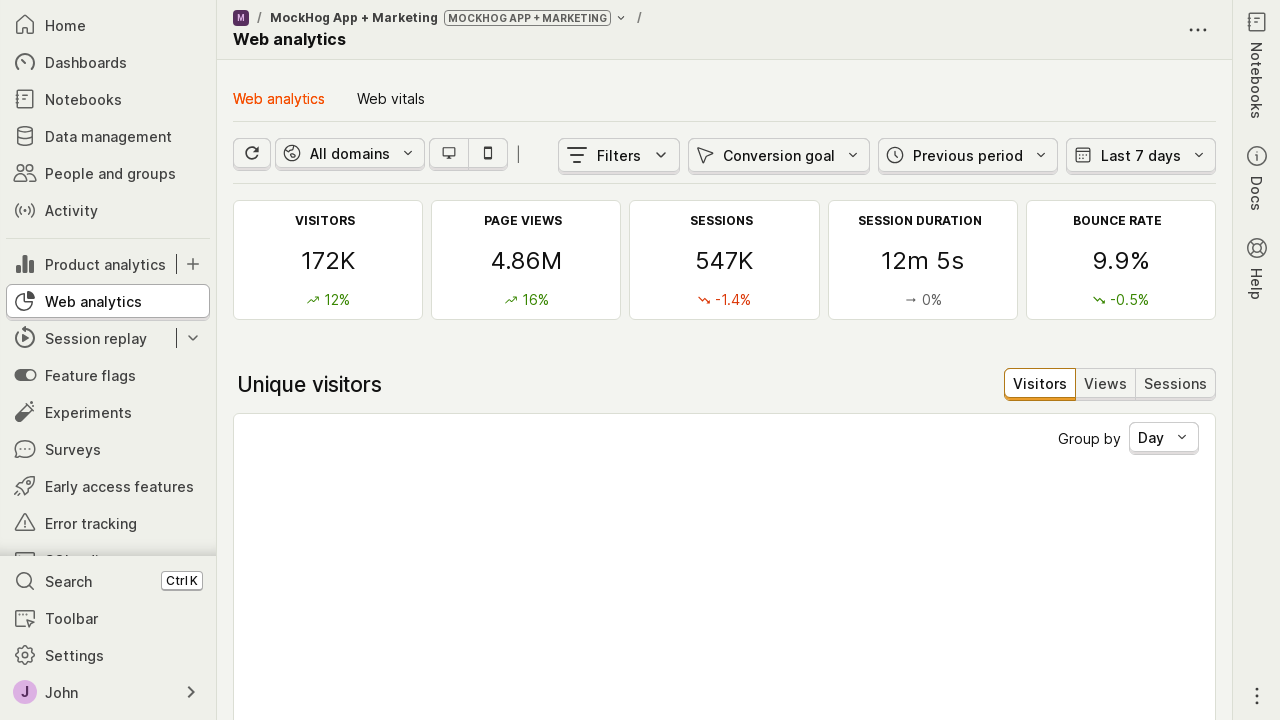 Home
Dashboards
Notebooks
Data management
People and groups
Activity
Product analytics
Web analytics
Session replay
Feature flags
Experiments
Surveys
Early access features
Error tracking
Search Ctrl K
Toolbar
Settings
J John
M / MockHog App + Marketing MOCKHOG APP + MARKETING /
Web analytics
Web analytics Web vitals
All domains Filters Conversion goal Previous period Last 7 days
VISITORS PAGE VIEWS SESSIONS SESSION DURATION BOUNCE RATE
172K 4.86M 547K 12m 5s 9.9%
12% 16% -1.4% 0% -0.5%
Unique visitors Visitors Views Sessions
Group by Day
Notebooks
Docs
Help